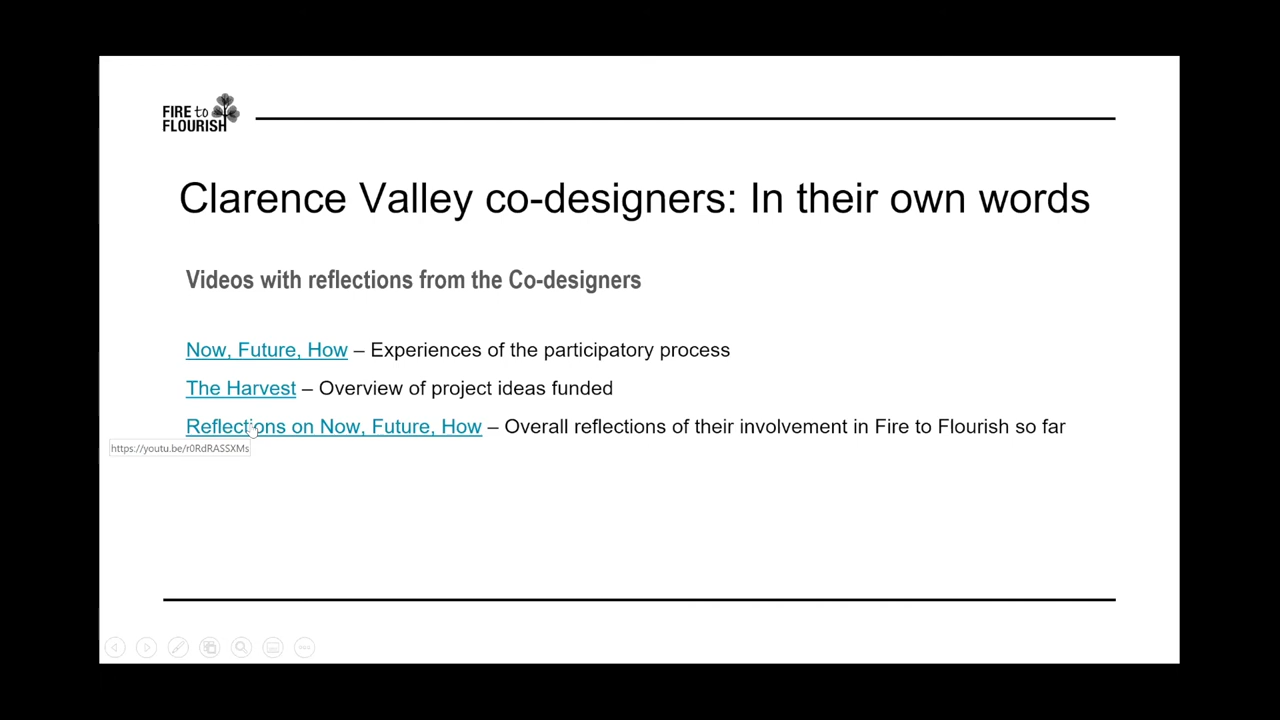 FIRE to
FLOURISH
Clarence Valley co-designers: In their own words
Videos with reflections from the Co-designers
Now, Future, How – Experiences of the participatory process
The Harvest – Overview of project ideas funded
Reflections on Now, Future, How – Overall reflections of their involvement in Fire to Flourish so far
https://youtu.be/r0RdRASSXMs